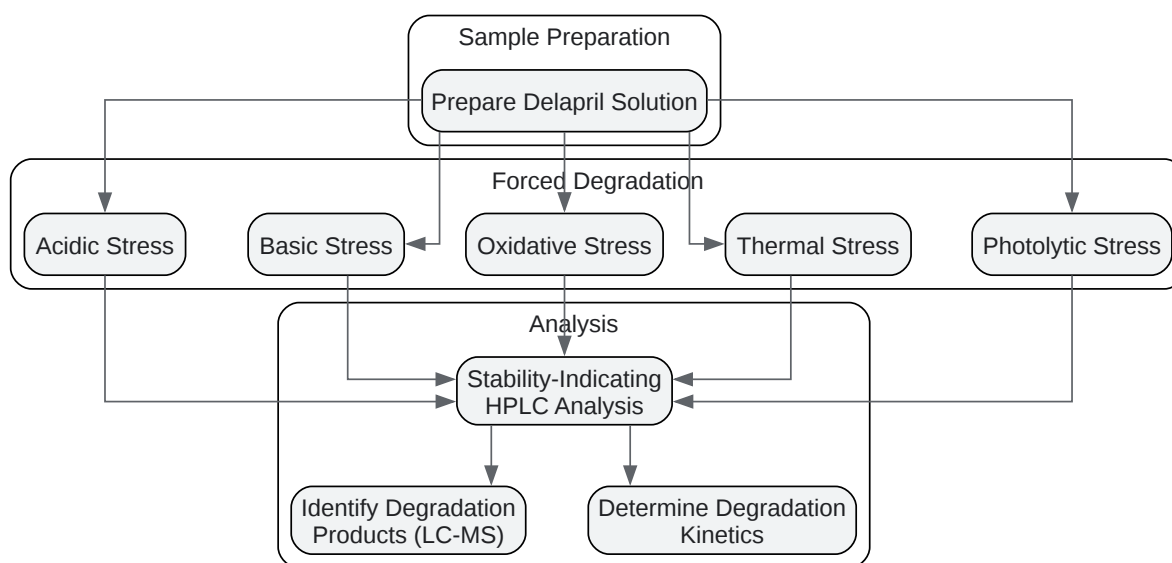 Sample Preparation
Prepare Delapril Solution
Forced Degradation
Acidic Stress
Basic Stress
Oxidative Stress
Thermal Stress
Photolytic Stress
Analysis
Stability-Indicating
HPLC Analysis
Identify Degradation
Products (LC-MS)
Determine Degradation
Kinetics